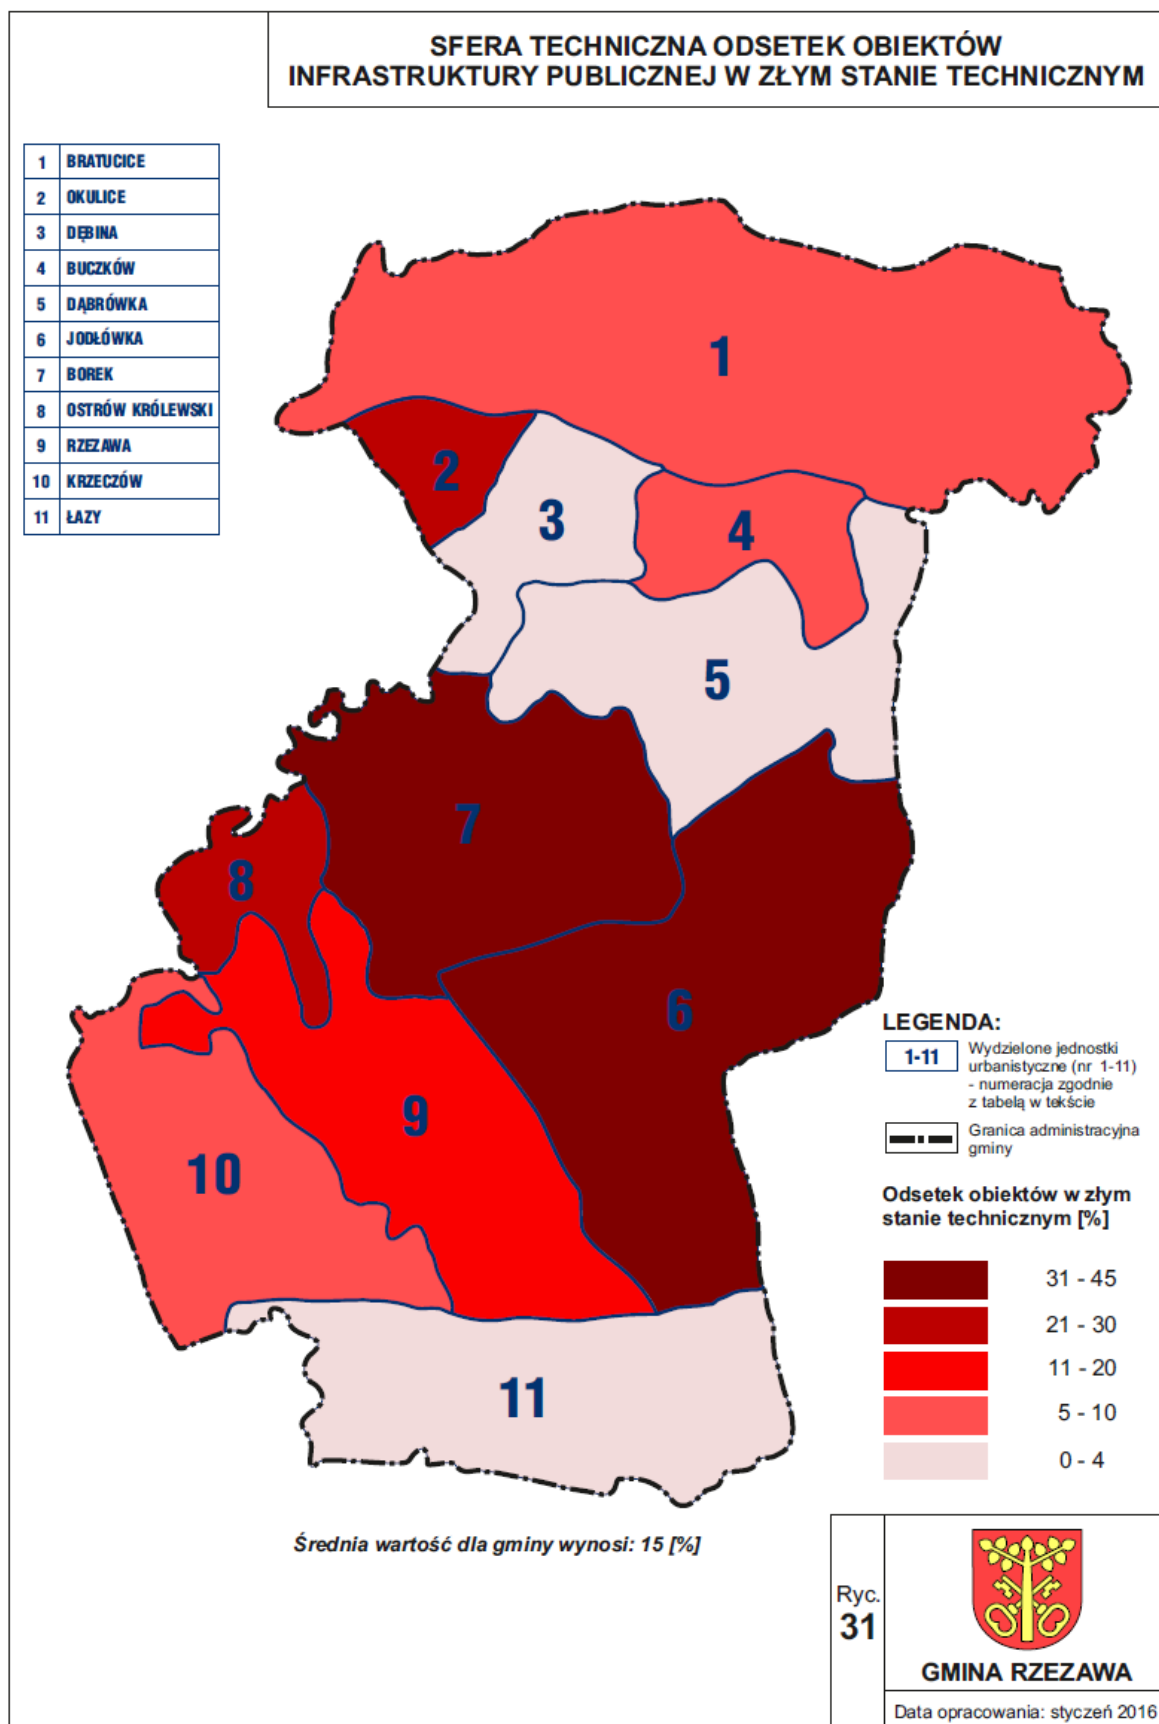 SFERA TECHNICZNA ODSETEK OBIEKTÓW
INFRASTRUKTURY PUBLICZNEJ W ZŁYM STANIE TECHNICZNYM
1 BRATUCICE
2 OKULICE
3 DĘBINA
4 BUCZKÓW
5 DĄBRÓWKA
6 JODŁÓWKA
7 BOREK
8 OSTRÓW KRÓLEWSKI
9 RZEZAWA
10 KRZECZÓW
11 ŁAZY
1
2
3
4
5
7
8
6
9
10
11
LEGENDA:
1-11
Wydzielone jednostki
urbanistyczne (nr 1-11)
- numeracja zgodnie
z tabelą w tekście
Granica administracyjna
gminy
Odsetek obiektów w złym
stanie technicznym [%]
31 - 45
21 - 30
11 - 20
5 - 10
0 - 4
Średnia wartość dla gminy wynosi: 15 [%]
Ryc.
31
GMINA RZEZAWA
Data opracowania: styczeń 2016